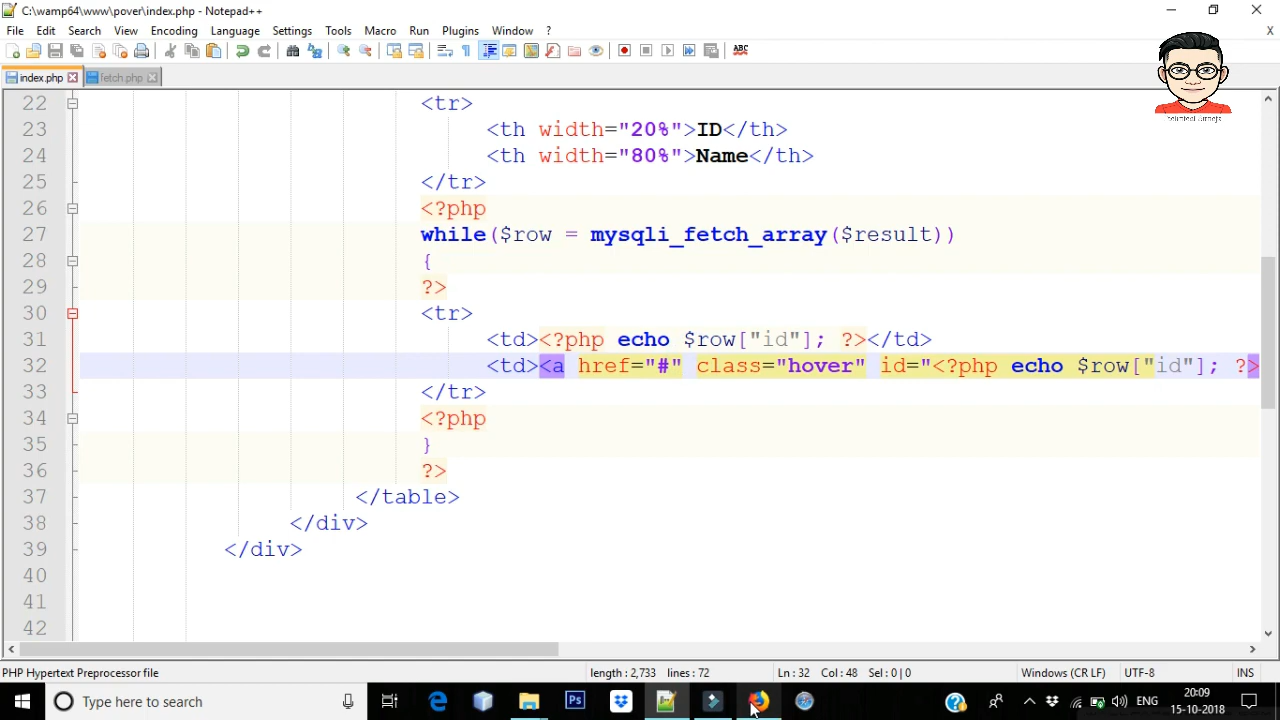 C:\wamp64\www\pover\index.php - Notepad++
File Edit Search View Encoding Language Settings Tools Macro Run Plugins Window ? X
ABC
index.php fetch.php
22 <tr>
23 <th width="20%">ID</th>
24 <th width="80%">Name</th>
25 </tr>
26 <?php
27 while($row = mysqli_fetch_array($result))
28 {
29 ?>
30 <tr>
31 <td><?php echo $row["id"]; ?></td>
32 <td><a href="#" class="hover" id="<?php echo $row["id"]; ?>
33 </tr>
34 <?php
35 }
36 ?>
37 </table>
38 </div>
39 </div>
40
41
42
PHP Hypertext Preprocessor file length : 2,733 lines : 72 Ln : 32 Col : 48 Sel : 0 | 0 Windows (CR LF) UTF-8 INS
Type here to search Ps ENG 20:09
15-10-2018